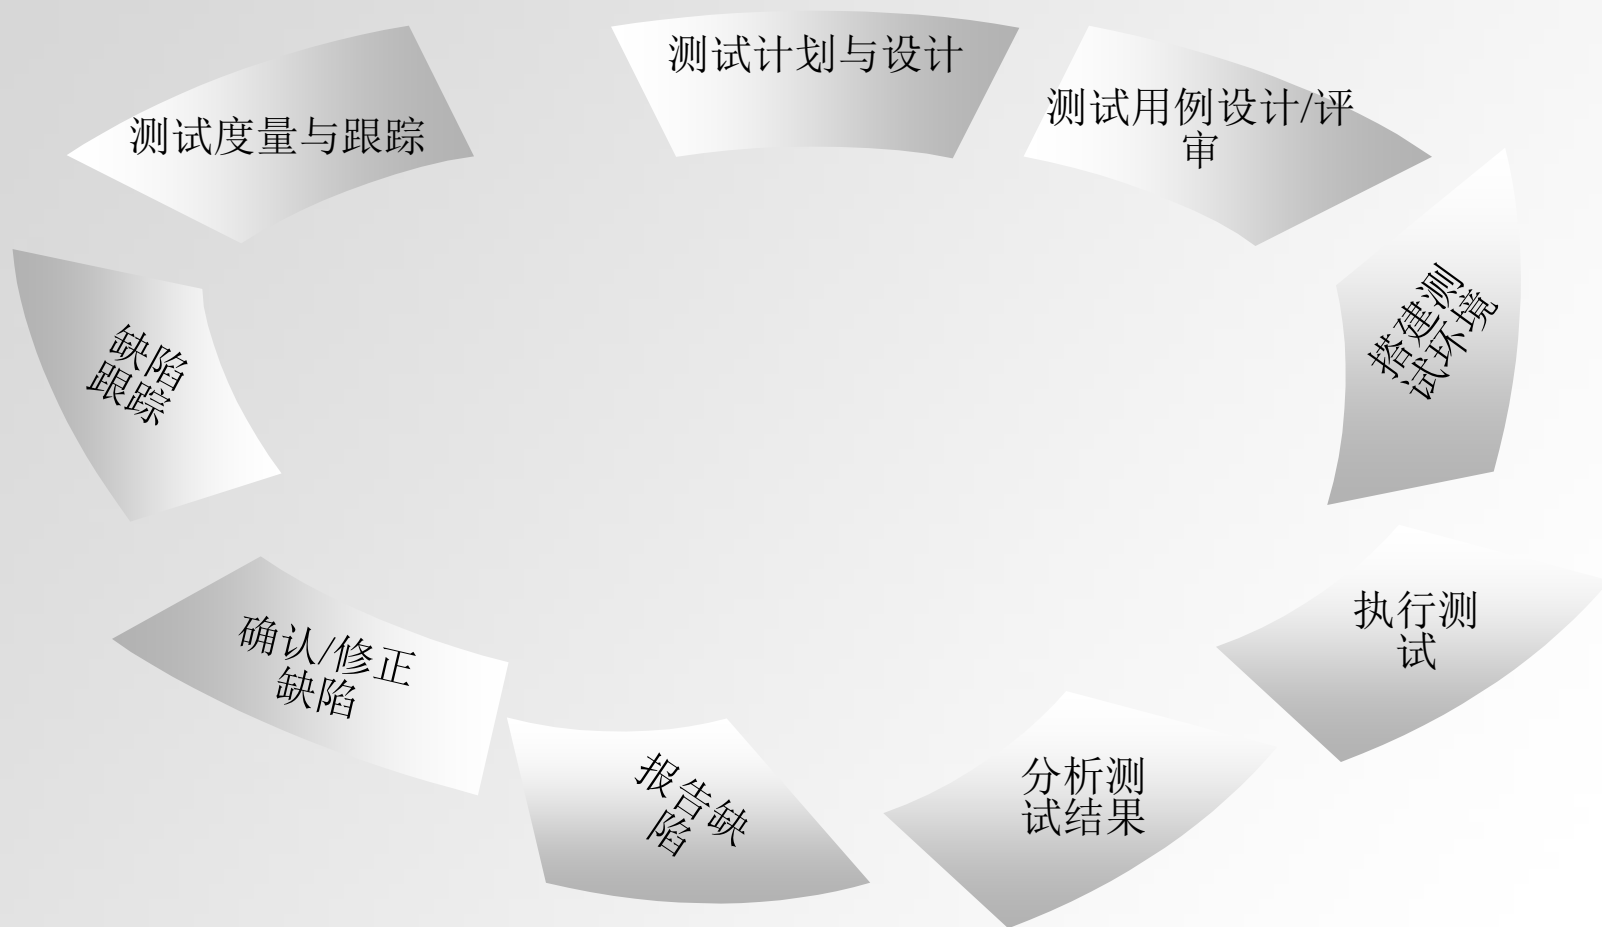 测试计划与设计
测试用例设计/评
审
搭建测
试环境
执行测
试
分析测
试结果
报告缺
陷
确认/修正
缺陷
缺陷
跟踪
测试度量与跟踪